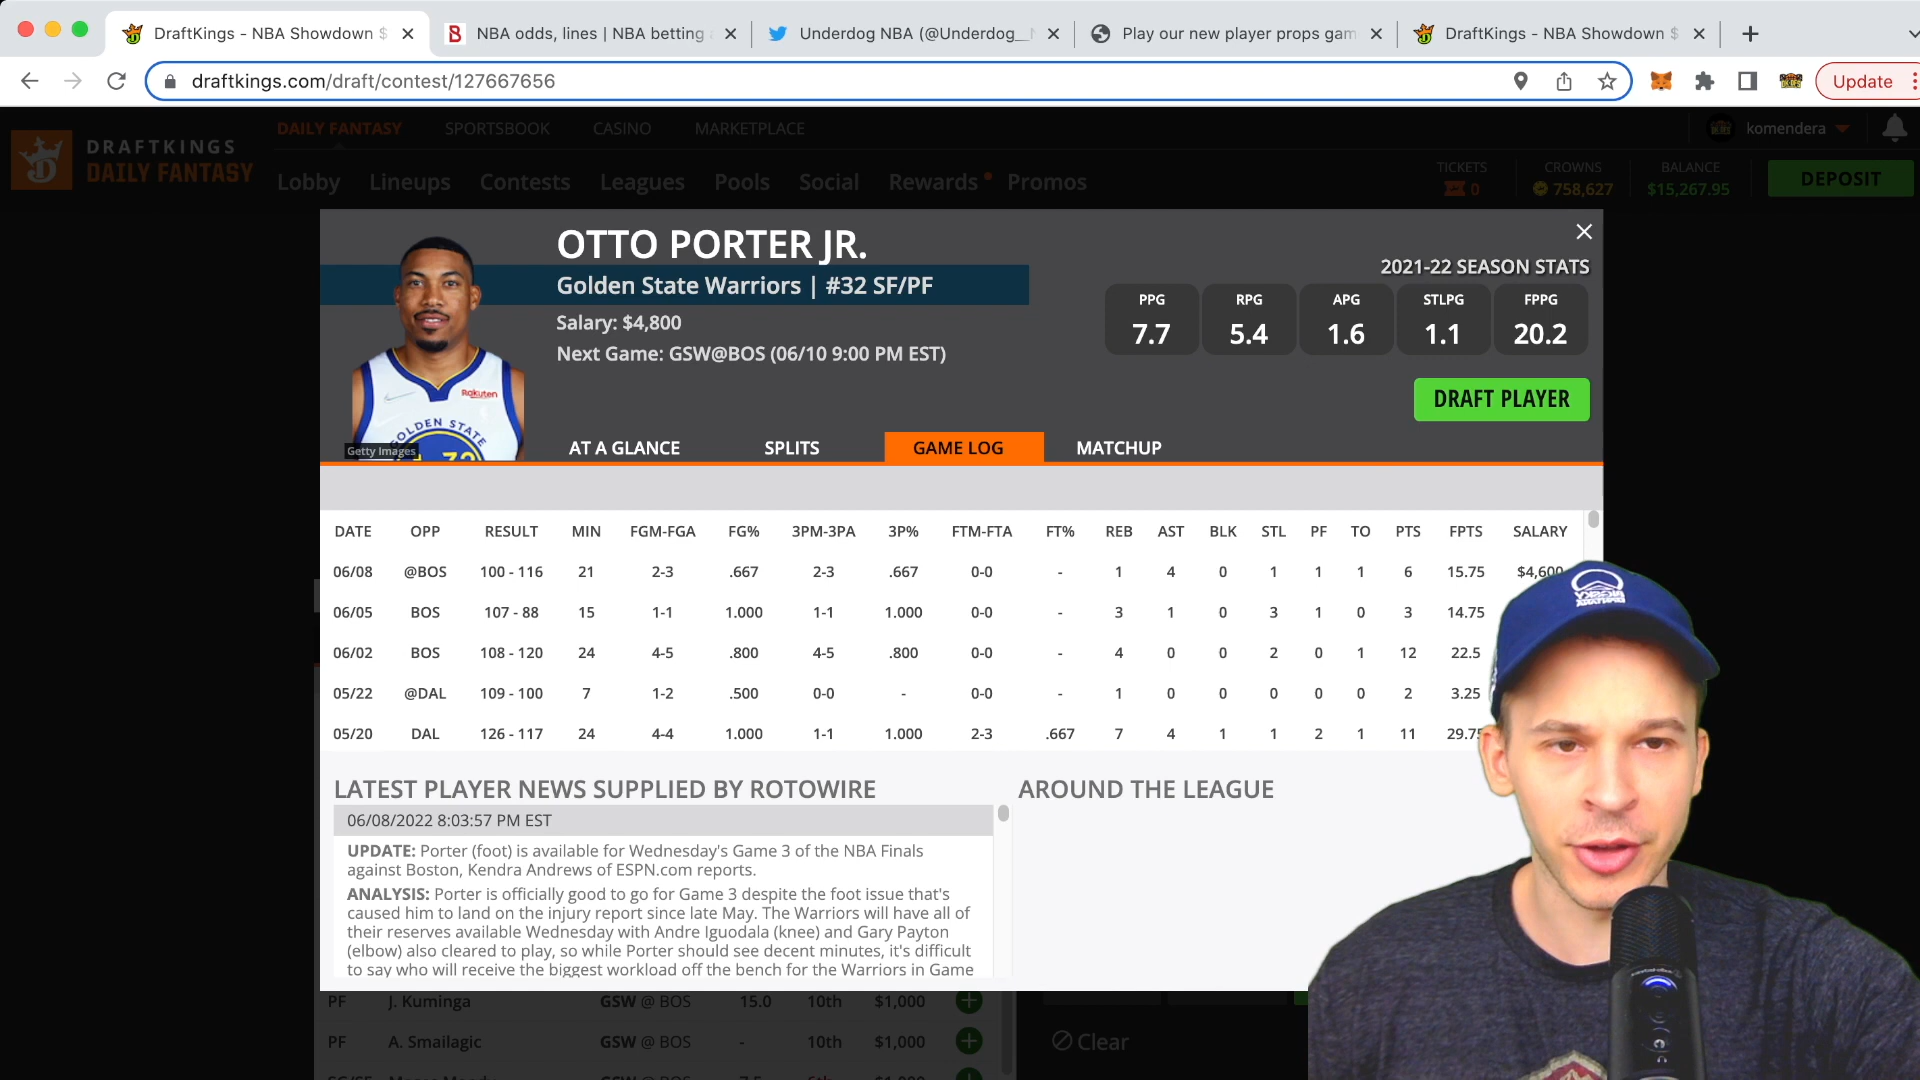 DraftKings - NBA Showdown $
NBA odds, lines | NBA betting
Underdog NBA (@Underdog__N
Play our new player props gam
DraftKings - NBA Showdown $
draftkings.com/draft/contest/127667656
Update
DRAFTKINGS
DAILY FANTASY
DAILY FANTASY SPORTSBOOK CASINO MARKETPLACE
komendera
Lobby Lineups Contests Leagues Pools Social Rewards Promos
TICKETS
0
CROWNS
758,627
BALANCE
$15,267.95
DEPOSIT
OTTO PORTER JR.
Golden State Warriors | #32 SF/PF
Salary: $4,800
Next Game: GSW@BOS (06/10 9:00 PM EST)
2021-22 SEASON STATS
PPG RPG APG STLPG FPPG
7.7 5.4 1.6 1.1 20.2
DRAFT PLAYER
Rakuten
GOLDEN STATE
Getty Images
AT A GLANCE SPLITS GAME LOG MATCHUP
DATE OPP RESULT MIN FGM-FGA FG% 3PM-3PA 3P% FTM-FTA FT% REB AST BLK STL PF TO PTS FPTS SALARY
06/08 @BOS 100 - 116 21 2-3 .667 2-3 .667 0-0 - 1 4 0 1 1 1 6 15.75 $4,600
06/05 BOS 107 - 88 15 1-1 1.000 1-1 1.000 0-0 - 3 1 0 3 1 0 3 14.75
06/02 BOS 108 - 120 24 4-5 .800 4-5 .800 0-0 - 4 0 0 2 0 1 12 22.5
05/22 @DAL 109 - 100 7 1-2 .500 0-0 - 0-0 - 1 0 0 0 0 0 2 3.25
05/20 DAL 126 - 117 24 4-4 1.000 1-1 1.000 2-3 .667 7 4 1 1 2 1 11 29.75
LATEST PLAYER NEWS SUPPLIED BY ROTOWIRE
AROUND THE LEAGUE
06/08/2022 8:03:57 PM EST
UPDATE: Porter (foot) is available for Wednesday's Game 3 of the NBA Finals
against Boston, Kendra Andrews of ESPN.com reports.
ANALYSIS: Porter is officially good to go for Game 3 despite the foot issue that's
caused him to land on the injury report since late May. The Warriors will have all of
their reserves available Wednesday with Andre Iguodala (knee) and Gary Payton
(elbow) also cleared to play, so while Porter should see decent minutes, it's difficult
to say who will receive the biggest workload off the bench for the Warriors in Game
PF J. Kuminga GSW @ BOS 15.0 10th $1,000
PF A. Smailagic GSW @ BOS - 10th $1,000
Clear